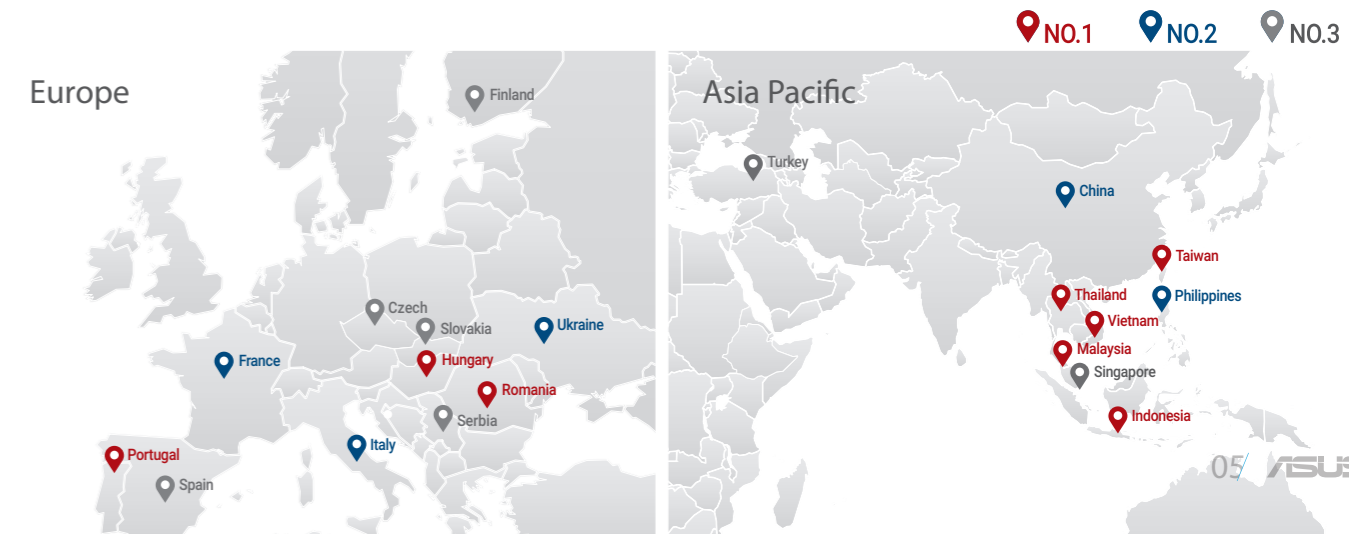 NO.1
NO.2
NO.3
Europe
Finland
Czech
Slovakia
Ukraine
France
Hungary
Romania
Serbia
Italy
Portugal
Spain
Asia Pacific
Turkey
China
Taiwan
Thailand
Philippines
Vietnam
Malaysia
Singapore
Indonesia
05/ ASUS